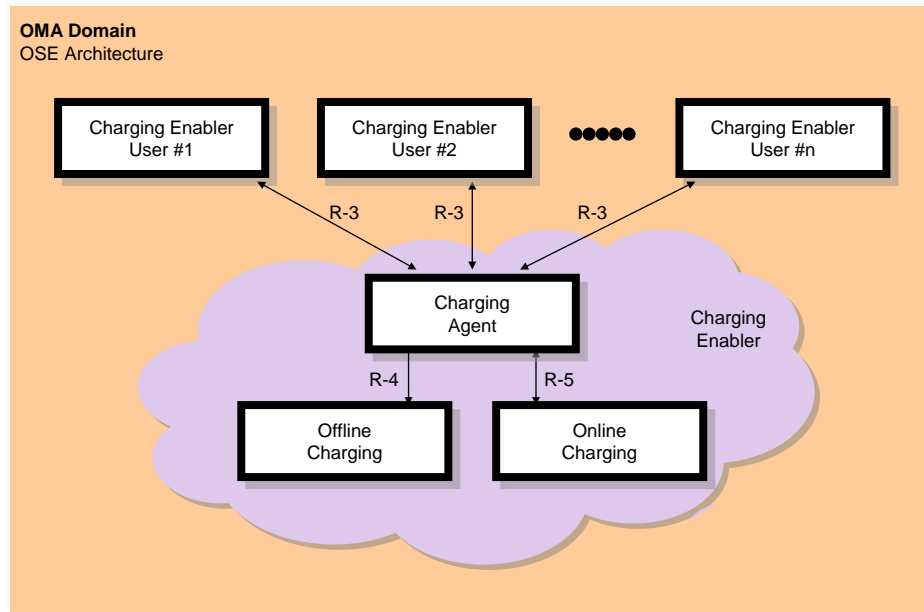 OMA Domain
OSE Architecture
Charging Enabler
User #1
Charging Enabler
User #2
Charging Enabler
User #n
R-3
R-3
R-3
Charging
Agent
Charging
Enabler
R-4
R-5
Offline
Charging
Online
Charging